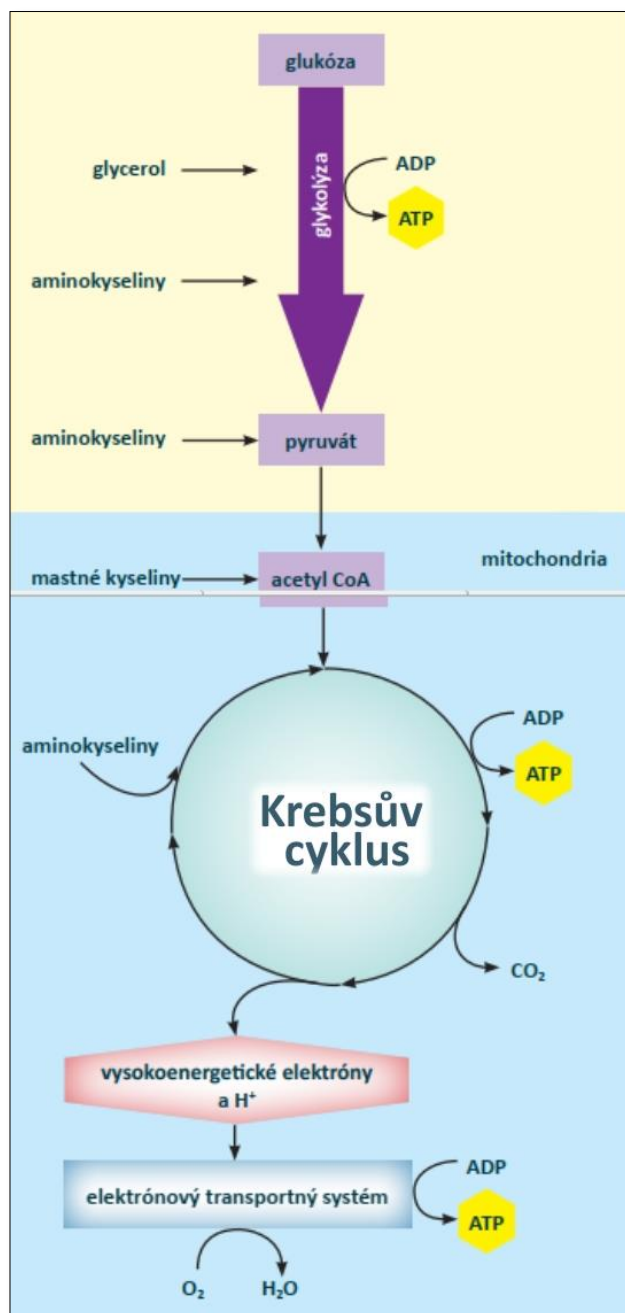 glukóza
glykolýza
glycerol
ADP
ATP
aminokyseliny
aminokyseliny
pyruvát
mitochondria
mastné kyseliny
acetyl CoA
ADP
aminokyseliny
ATP
Krebsův
cyklus
CO₂
vysokoenergetické elektróny
a H⁺
ADP
elektrónový transportný systém
ATP
O₂
H₂O